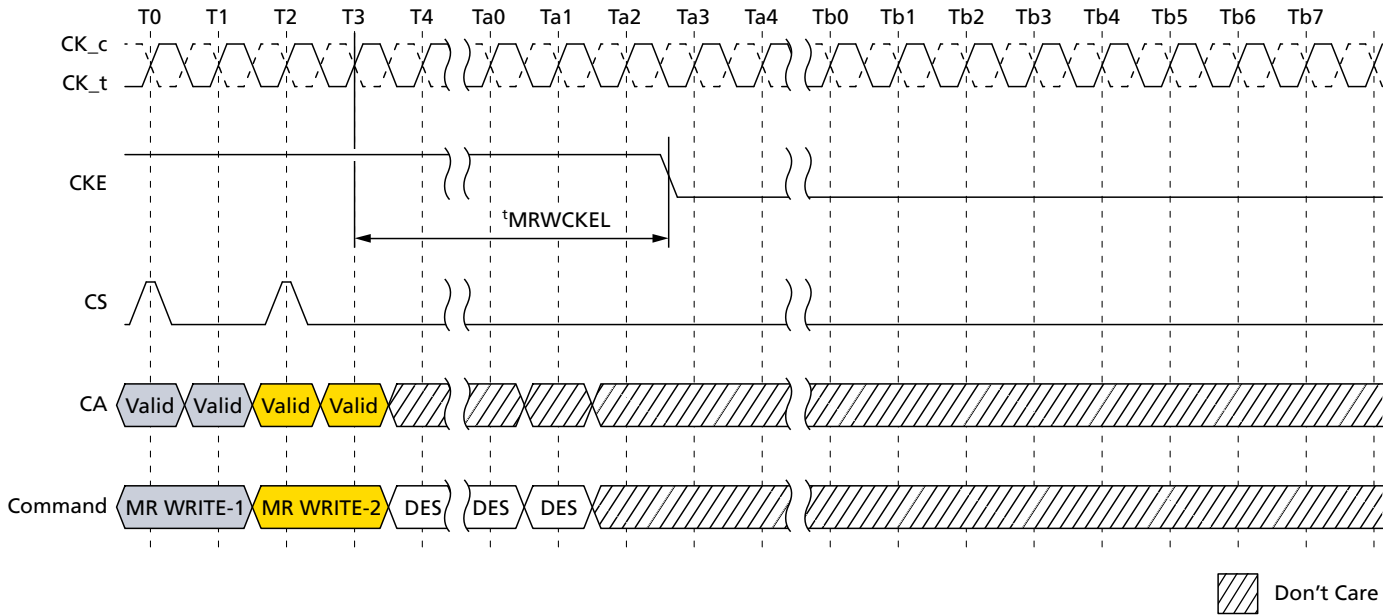 T0 T1 T2 T3 T4 Ta0 Ta1 Ta2 Ta3 Ta4 Tb0 Tb1 Tb2 Tb3 Tb4 Tb5 Tb6 Tb7
CK_c
CK_t
CKE
tMRWCKEL
CS
CA Valid Valid Valid Valid
Command MR WRITE-1 MR WRITE-2 DES DES DES
Don't Care